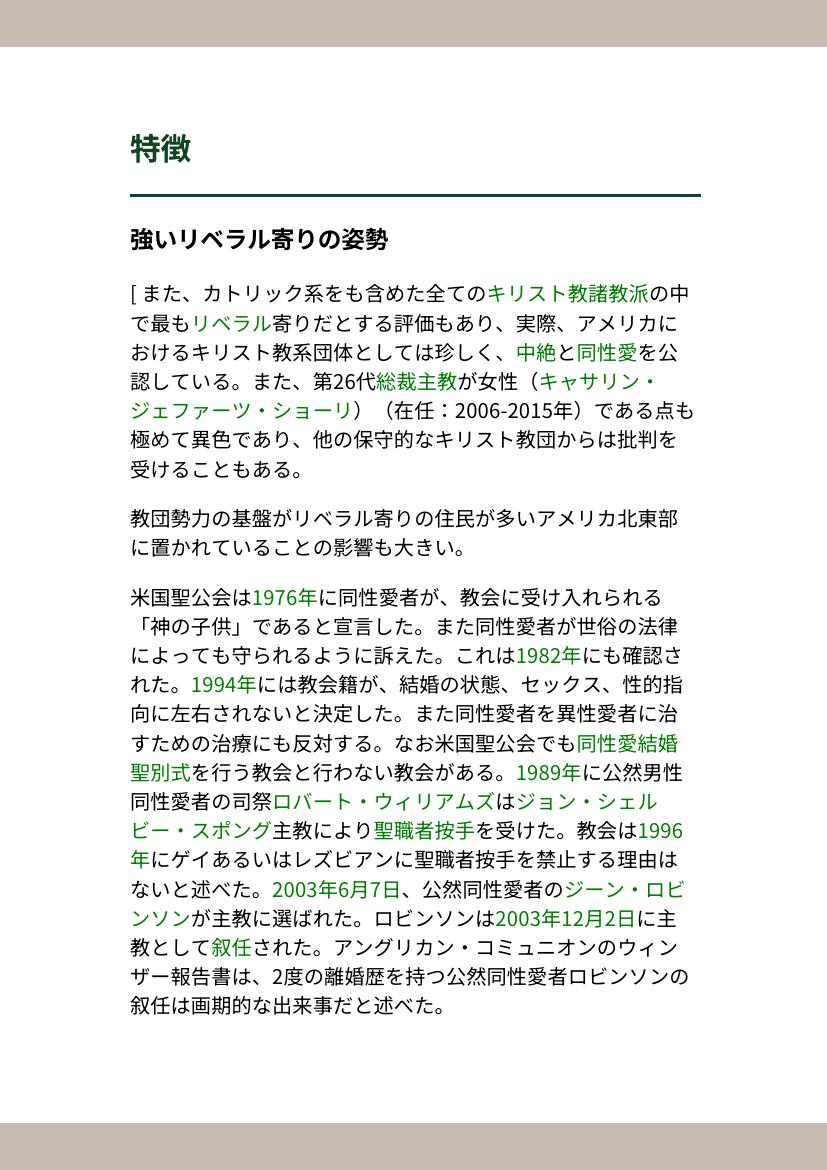 特徴
強いリベラル寄りの姿勢
[ また、カトリック系をも含めた全てのキリスト教諸教派の中
で最もリベラル寄りだとする評価もあり、実際、アメリカに
おけるキリスト教系団体としては珍しく、中絶と同性愛を公
認している。また、第26代総裁主教が女性（キャサリン・
ジェファーツ・ショーリ）（在任：2006-2015年）である点も
極めて異色であり、他の保守的なキリスト教団からは批判を
受けることもある。
教団勢力の基盤がリベラル寄りの住民が多いアメリカ北東部
に置かれていることの影響も大きい。
米国聖公会は1976年に同性愛者が、教会に受け入れられる
「神の子供」であると宣言した。また同性愛者が世俗の法律
によっても守られるように訴えた。これは1982年にも確認さ
れた。1994年には教会籍が、結婚の状態、セックス、性的指
向に左右されないと決定した。また同性愛者を異性愛者に治
すための治療にも反対する。なお米国聖公会でも同性愛結婚
聖別式を行う教会と行わない教会がある。1989年に公然男性
同性愛者の司祭ロバート・ウィリアムズはジョン・シェル
ビー・スポング主教により聖職者按手を受けた。教会は1996
年にゲイあるいはレズビアンに聖職者按手を禁止する理由は
ないと述べた。2003年6月7日、公然同性愛者のジーン・ロビ
ンソンが主教に選ばれた。ロビンソンは2003年12月2日に主
教として叙任された。アングリカン・コミュニオンのウィン
ザー報告書は、2度の離婚歴を持つ公然同性愛者ロビンソンの
叙任は画期的な出来事だと述べた。